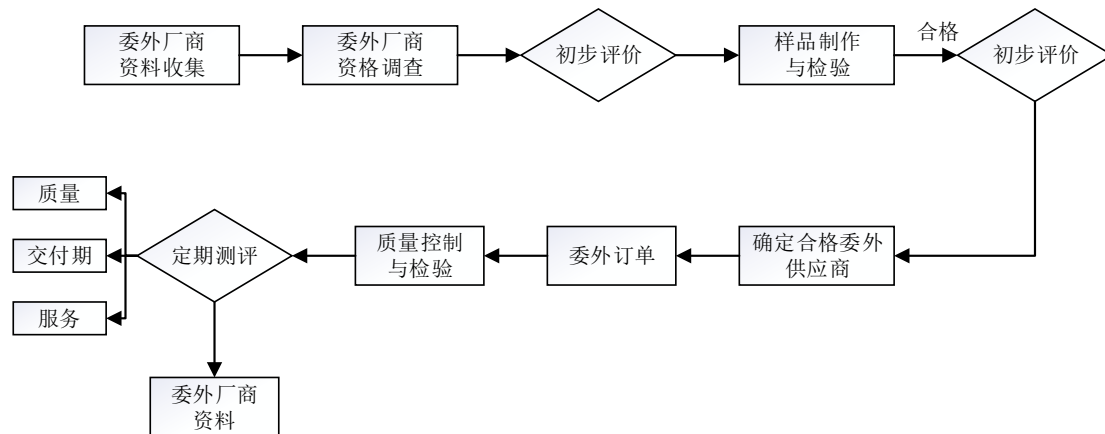 委外厂商
资料收集
委外厂商
资格调查
初步评价
样品制作
与检验
合格
初步评价
质量
交付期
服务
定期测评
质量控制
与检验
委外订单
确定合格委外
供应商
委外厂商
资料